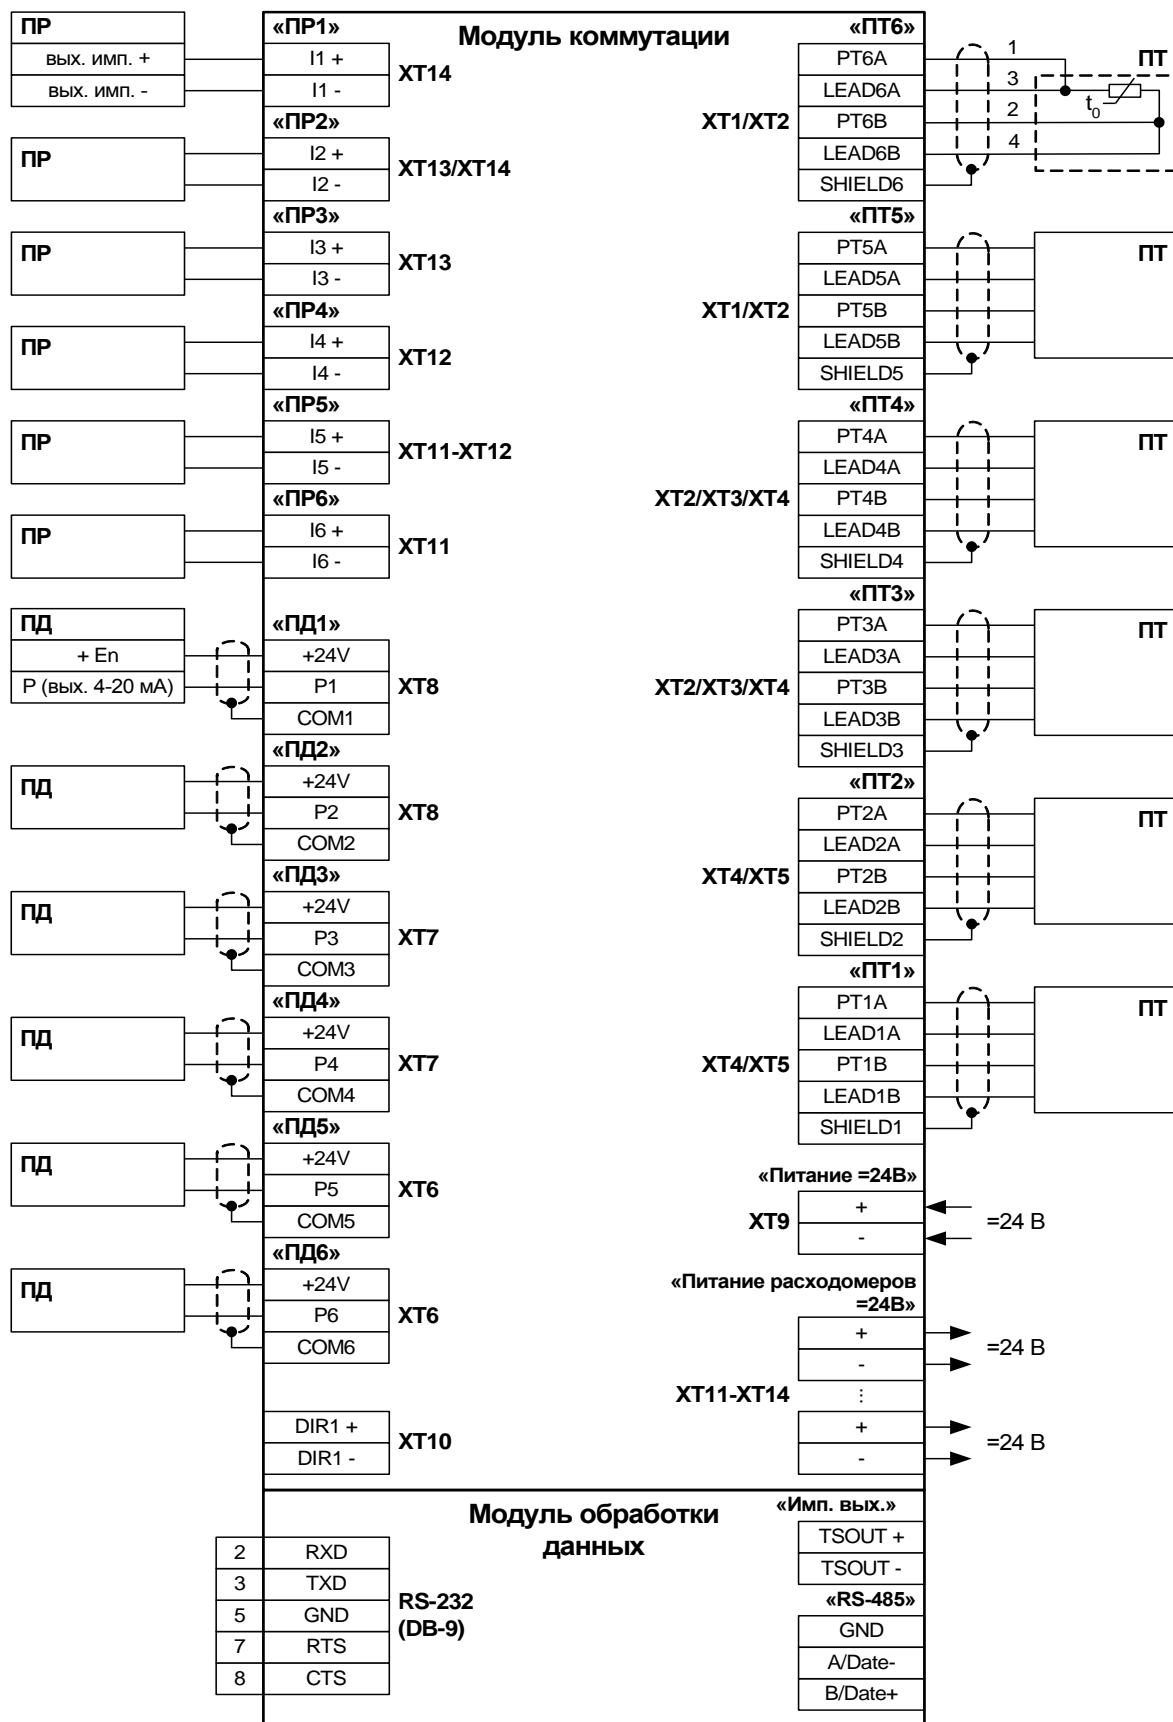 Модуль коммутации
ПР
вых. имп. +
вых. имп. -
«ПР1»
I1 +
I1 -
XT14
ПР
«ПР2»
I2 +
I2 -
XT13/XT14
ПР
«ПР3»
I3 +
I3 -
XT13
ПР
«ПР4»
I4 +
I4 -
XT12
ПР
«ПР5»
I5 +
I5 -
XT11-XT12
ПР
«ПР6»
I6 +
I6 -
XT11
ПД
+ En
P (вых. 4-20 мА)
«ПД1»
+24V
P1
COM1
XT8
ПД
«ПД2»
+24V
P2
COM2
XT8
ПД
«ПД3»
+24V
P3
COM3
XT7
ПД
«ПД4»
+24V
P4
COM4
XT7
ПД
«ПД5»
+24V
P5
COM5
XT6
ПД
«ПД6»
+24V
P6
COM6
XT6
DIR1 +
DIR1 -
XT10
«ПТ6»
XT1/XT2
PT6A
LEAD6A
PT6B
LEAD6B
SHIELD6
1
3
2
4
t0
ПТ
«ПТ5»
XT1/XT2
PT5A
LEAD5A
PT5B
LEAD5B
SHIELD5
ПТ
«ПТ4»
XT2/XT3/XT4
PT4A
LEAD4A
PT4B
LEAD4B
SHIELD4
ПТ
«ПТ3»
XT2/XT3/XT4
PT3A
LEAD3A
PT3B
LEAD3B
SHIELD3
ПТ
«ПТ2»
XT4/XT5
PT2A
LEAD2A
PT2B
LEAD2B
SHIELD2
ПТ
«ПТ1»
XT4/XT5
PT1A
LEAD1A
PT1B
LEAD1B
SHIELD1
ПТ
«Питание =24В»
XT9
+
-
=24 В
«Питание расходомеров
=24В»
+
-
=24 В
XT11-XT14
⋮
+
-
=24 В
Модуль обработки
данных
2 RXD
3 TXD
5 GND
7 RTS
8 CTS
RS-232
(DB-9)
«Имп. вых.»
TSOUT +
TSOUT -
«RS-485»
GND
A/Date-
B/Date+